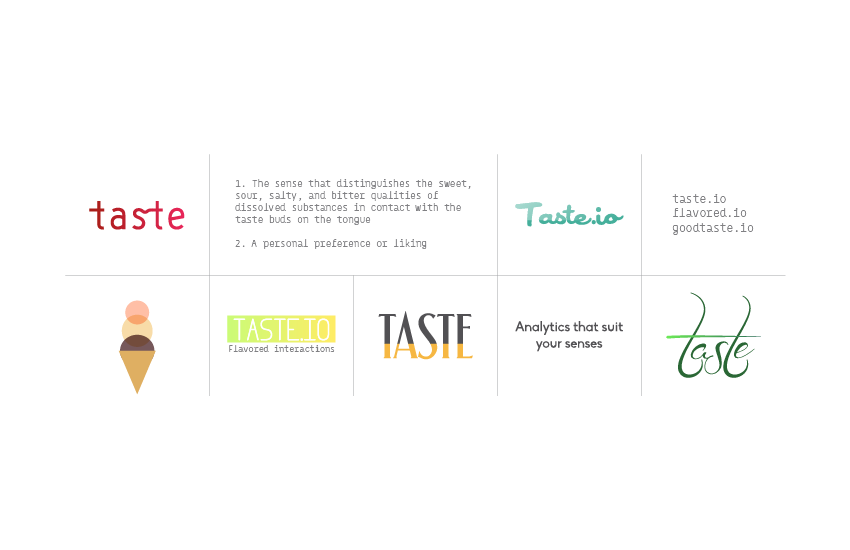 taste
1. The sense that distinguishes the sweet,
sour, salty, and bitter qualities of
dissolved substances in contact with the
taste buds on the tongue
2. A personal preference or liking
Taste.io
taste.io
flavored.io
goodtaste.io
TASTE.IO
Flavored interactions
TASTE
Analytics that suit
your senses
taste